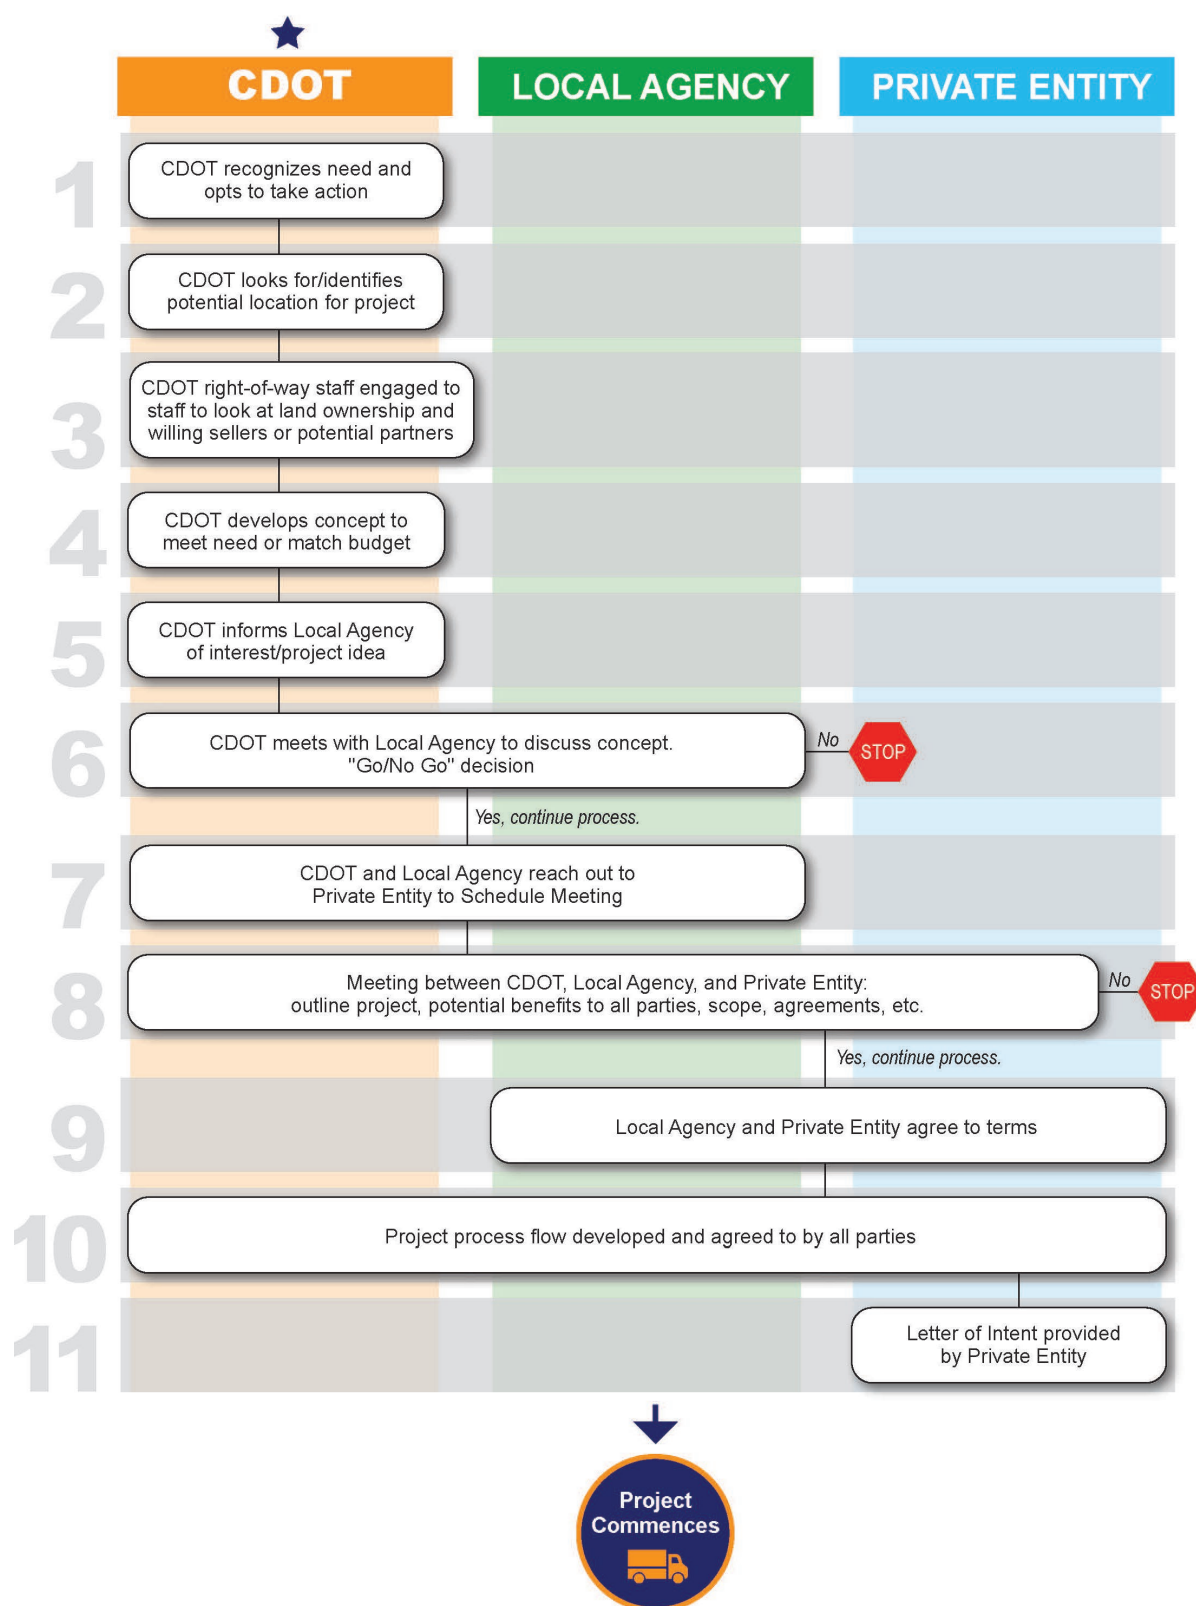 CDOT
LOCAL AGENCY
PRIVATE ENTITY
1
CDOT recognizes need and
opts to take action
2
CDOT looks for/identifies
potential location for project
3
CDOT right-of-way staff engaged to
staff to look at land ownership and
willing sellers or potential partners
4
CDOT develops concept to
meet need or match budget
5
CDOT informs Local Agency
of interest/project idea
6
CDOT meets with Local Agency to discuss concept.
"Go/No Go" decision
No
STOP
Yes, continue process.
7
CDOT and Local Agency reach out to
Private Entity to Schedule Meeting
8
Meeting between CDOT, Local Agency, and Private Entity:
outline project, potential benefits to all parties, scope, agreements, etc.
No
STOP
Yes, continue process.
9
Local Agency and Private Entity agree to terms
10
Project process flow developed and agreed to by all parties
11
Letter of Intent provided
by Private Entity
Project
Commences